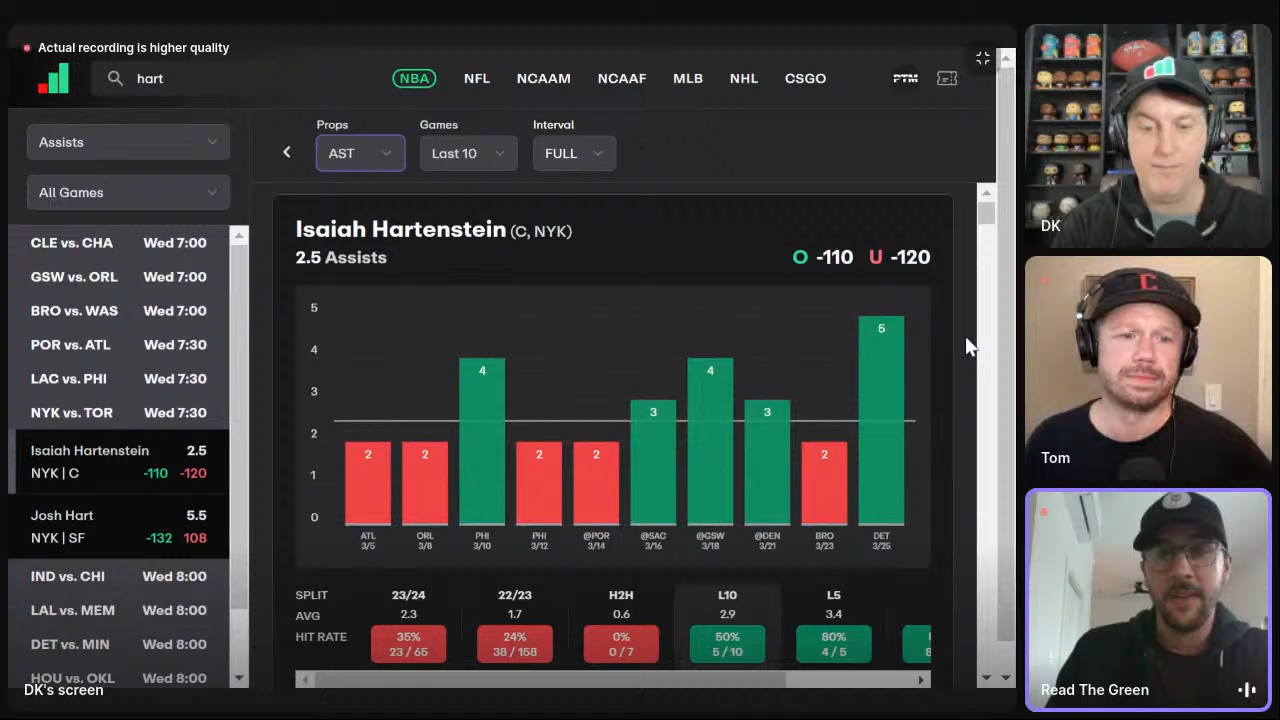 Actual recording is higher quality
hart
NBA NFL NCAAM NCAAF MLB NHL CSGO
Assists
All Games
Props Games Interval
AST Last 10 FULL
CLE vs. CHA Wed 7:00
GSW vs. ORL Wed 7:00
BRO vs. WAS Wed 7:00
POR vs. ATL Wed 7:30
LAC vs. PHI Wed 7:30
NYK vs. TOR Wed 7:30
Isaiah Hartenstein 2.5
NYK | C -110 -120
Josh Hart 5.5
NYK | SF -132 108
IND vs. CHI Wed 8:00
LAL vs. MEM Wed 8:00
DET vs. MIN Wed 8:00
HOU vs. OKL Wed 8:00
DK's screen
Isaiah Hartenstein (C, NYK)
2.5 Assists O -110 U -120
5
4
3
2
1
0
2 2 4 2 2 3 4 3 2 5
ATL ORL PHI PHI @POR @SAC @GSW @DEN BRO DET
3/5 3/8 3/10 3/12 3/14 3/16 3/18 3/21 3/23 3/25
SPLIT 23/24 22/23 H2H L10 L5
AVG 2.3 1.7 0.6 2.9 3.4
HIT RATE 35% 24% 0% 50% 80%
23 / 65 38 / 158 0 / 7 5 / 10 4 / 5
DK
C
Tom
Read The Green